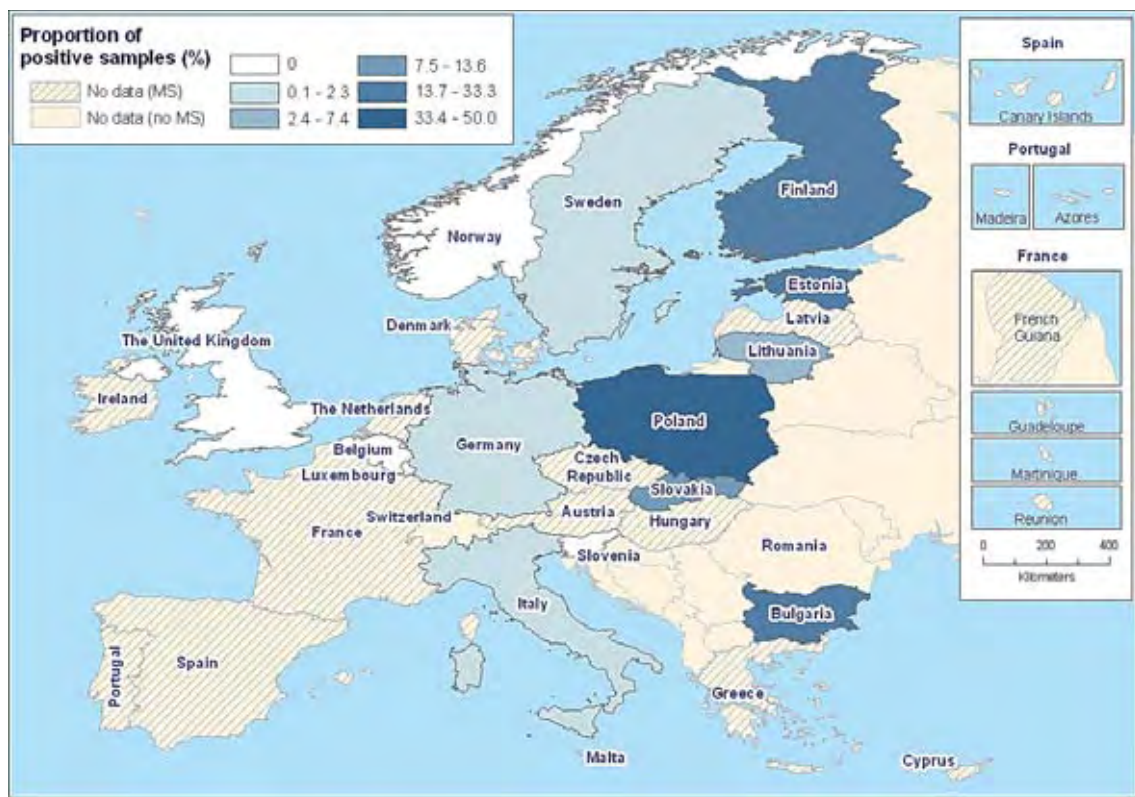 Proportion of
positive samples (%)
No data (MS)
No data (no MS)
0
0.1 - 2.3
2.4 - 7.4
7.5 - 13.6
13.7 - 33.3
33.4 - 50.0
Spain
Canary Islands
Portugal
Madeira
Azores
France
French
Guiana
Guadeloupe
Martinique
Reunion
0 200 400
Kilometers
Finland
Sweden
Norway
Estonia
Latvia
Denmark
The United Kingdom
Lithuania
Ireland
The Netherlands
Poland
Germany
Belgium
Czech
Republic
Luxembourg
Slovakia
Austria
Switzerland
Hungary
France
Romania
Slovenia
Italy
Bulgaria
Spain
Portugal
Greece
Malta
Cyprus